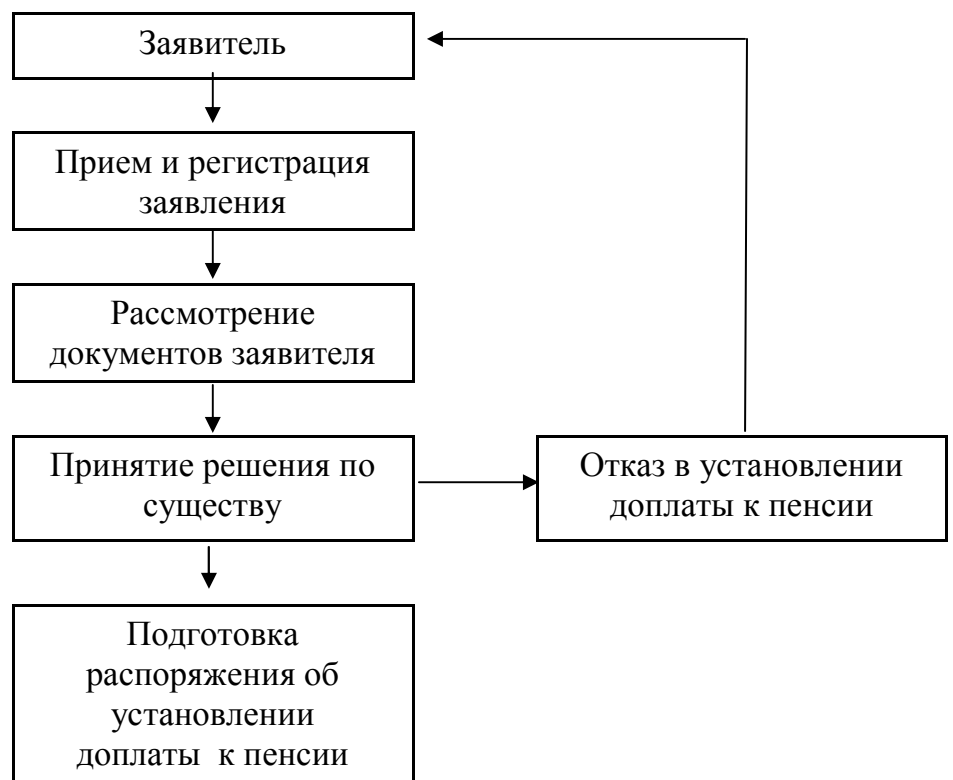 Заявитель
Прием и регистрация
заявления
Рассмотрение
документов заявителя
Принятие решения по
существу
Отказ в установлении
доплаты к пенсии
Подготовка
распоряжения об
установлении
доплаты к пенсии